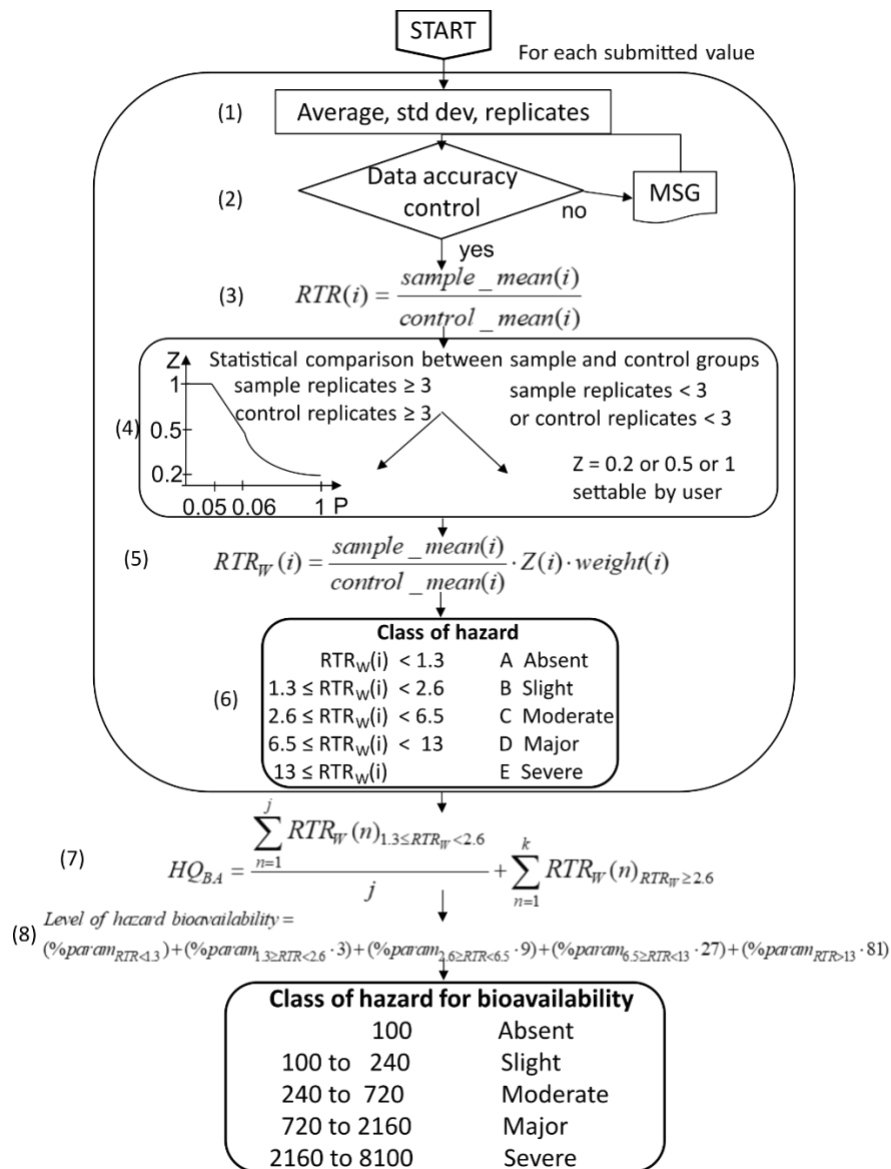 START
For each submitted value
(1) Average, std dev, replicates
(2) Data accuracy control
no
MSG
yes
(3) RTR(i) = sample_mean(i) / control_mean(i)
Statistical comparison between sample and control groups
sample replicates ≥ 3
control replicates ≥ 3
sample replicates < 3
or control replicates < 3
(4)
Z
1
0.5
0.2
0.05 0.06 1 P
Z = 0.2 or 0.5 or 1
settable by user
(5) RTR_W(i) = sample_mean(i) / control_mean(i) · Z(i) · weight(i)
Class of hazard
(6)
RTR_W(i) < 1.3 A Absent
1.3 ≤ RTR_W(i) < 2.6 B Slight
2.6 ≤ RTR_W(i) < 6.5 C Moderate
6.5 ≤ RTR_W(i) < 13 D Major
13 ≤ RTR_W(i) E Severe
(7) HQ_BA = ∑_{n=1}^{j} RTR_W(n)_{1.3≤RTR_W<2.6} / j + ∑_{n=1}^{k} RTR_W(n)_{RTR_W≥2.6}
(8) Level of hazard bioavailability =
(%param_{RTR<1.3})+(%param_{1.3≥RTR<2.6} · 3)+(%param_{2.6≥RTR<6.5} · 9)+(%param_{6.5≥RTR<13} · 27)+(%param_{RTR>13} · 81)
Class of hazard for bioavailability
100 Absent
100 to 240 Slight
240 to 720 Moderate
720 to 2160 Major
2160 to 8100 Severe